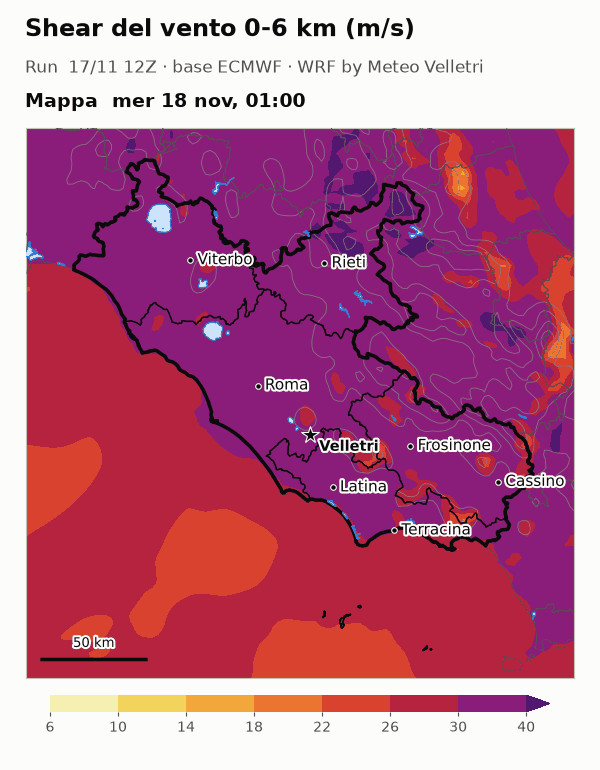 Shear del vento 0-6 km (m/s)
Run 17/11 12Z · base ECMWF · WRF by Meteo Velletri
Mappa mer 18 nov, 01:00
Viterbo
Rieti
Roma
Velletri
Frosinone
Latina
Cassino
Terracina
50 km
6 10 14 18 22 26 30 40